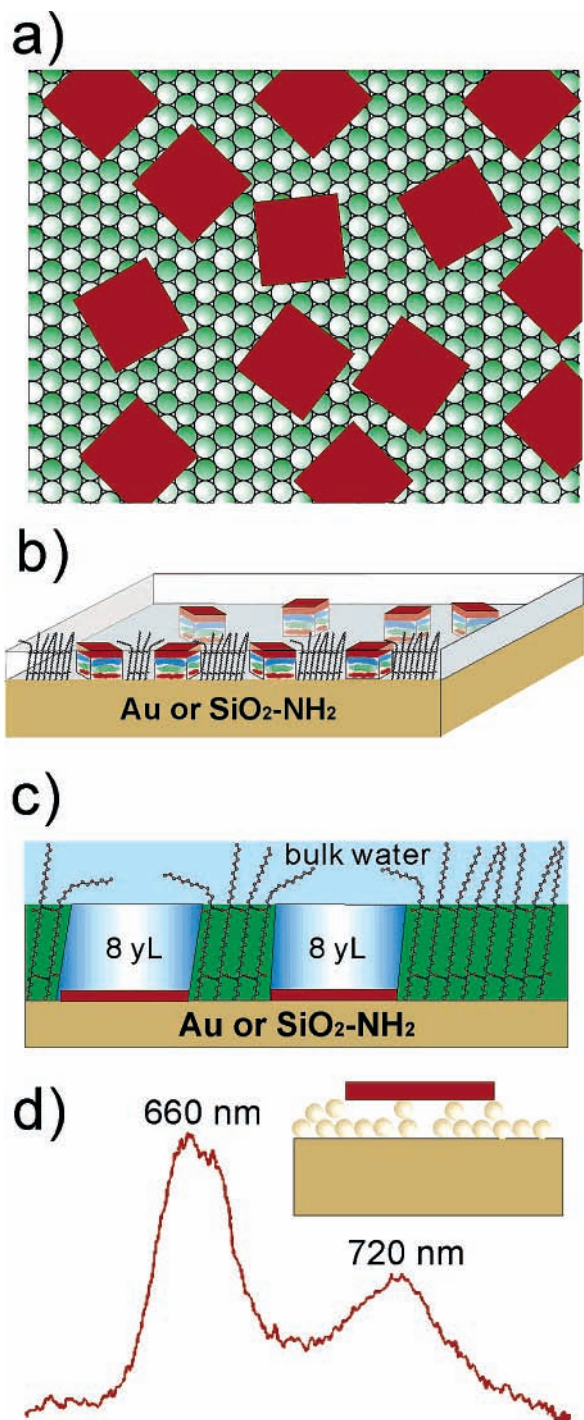 a)
b)
Au or SiO₂-NH₂
c)
bulk water
8 yL 8 yL
Au or SiO₂-NH₂
d)
660 nm
720 nm